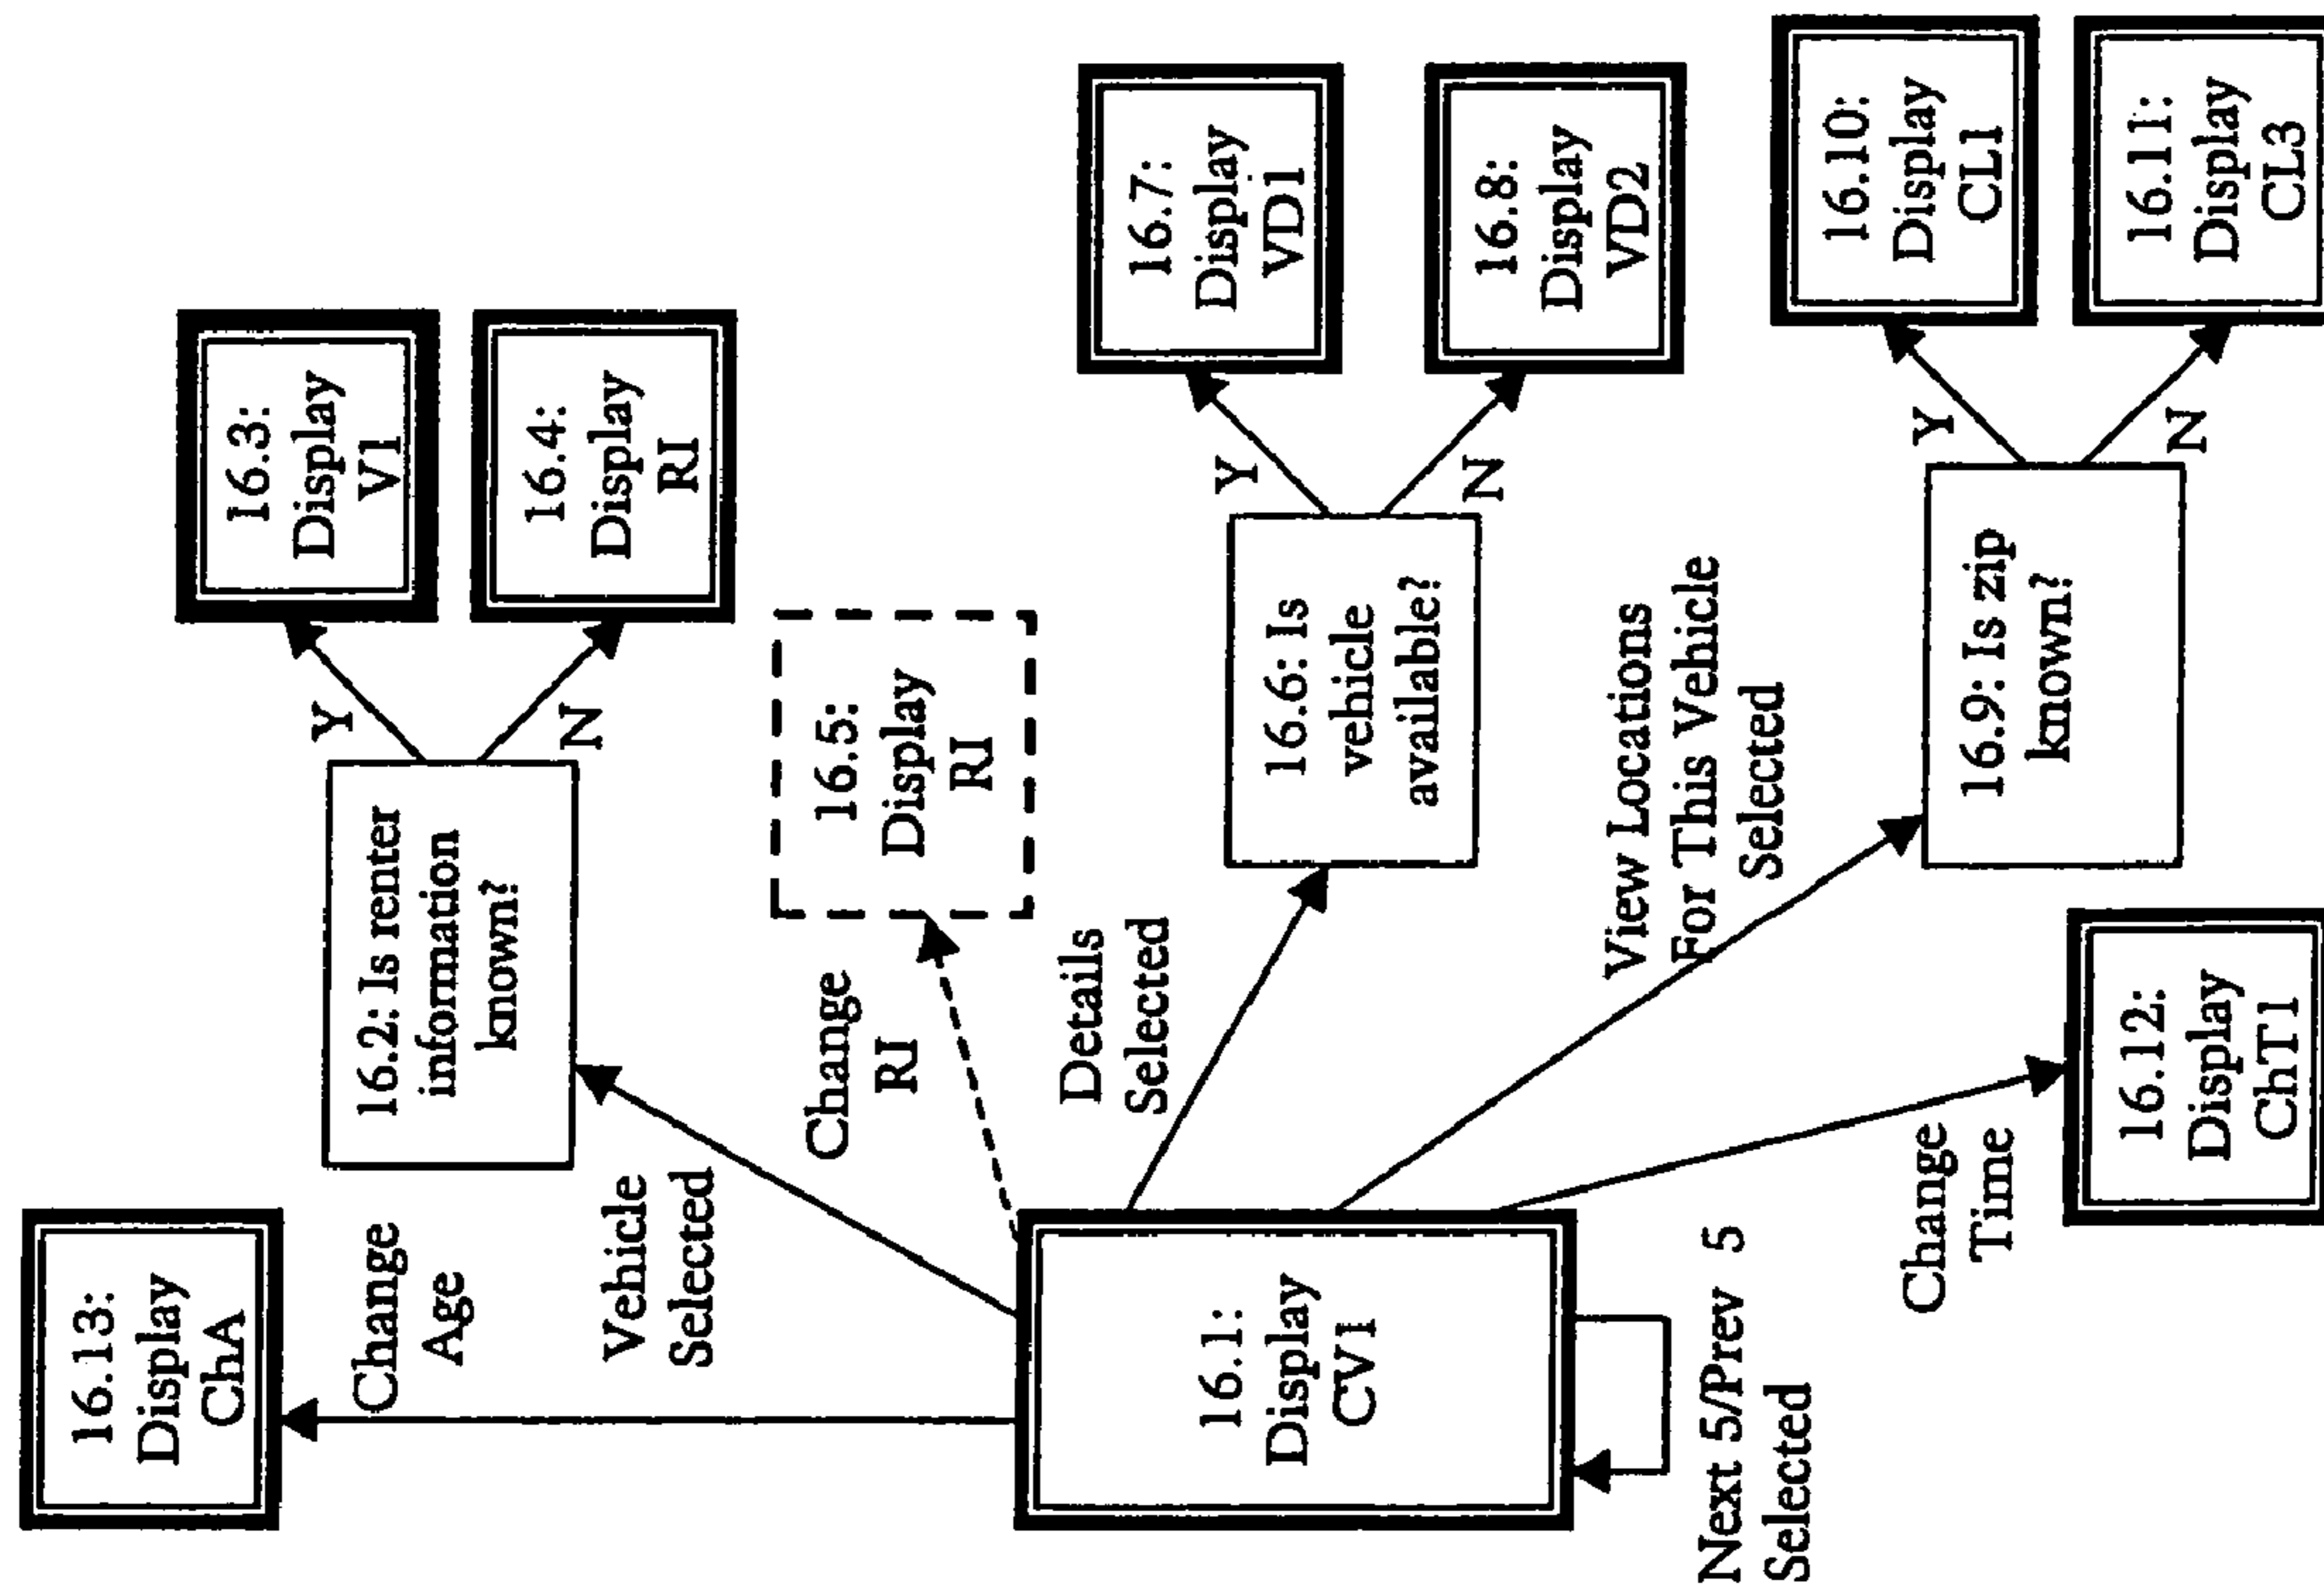 16.13:
Display
ChA
Change
Age
Vehicle
Selected
16.2: Is renter
information
known?
Y
N
16.3:
Display
V1
16.4:
Display
RI
Change
RI
16.5:
Display
RI
16.1:
Display
CV1
Details
Selected
16.6: Is
vehicle
available?
Y
N
16.7:
Display
VD1
16.8:
Display
VD2
View Locations
For This Vehicle
Selected
16.9: Is zip
known?
Y
N
16.10:
Display
CL1
16.11:
Display
CL3
Next 5/Prev 5
Selected
Change
Time
16.12:
Display
ChT1